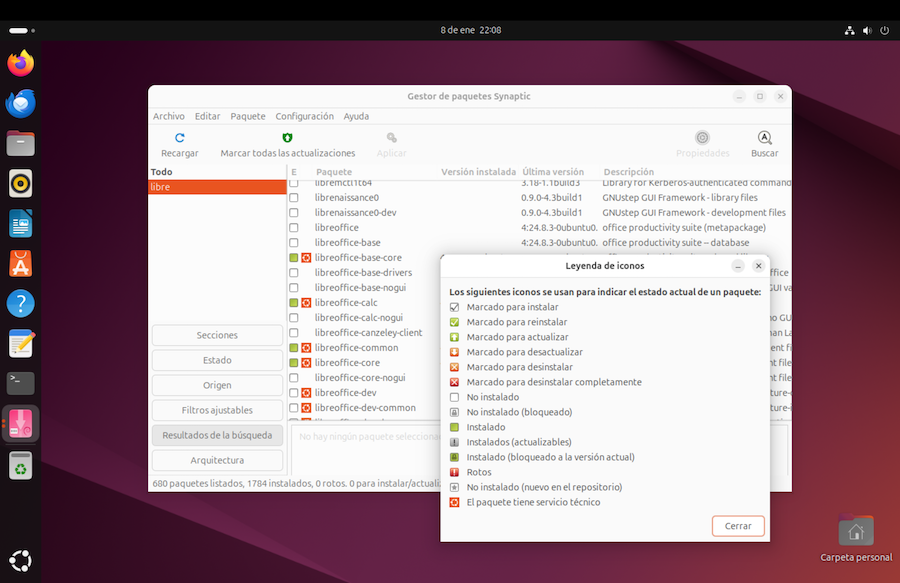 8 de ene 22:08
Gestor de paquetes Synaptic
Archivo Editar Paquete Configuración Ayuda
Recargar Marcar todas las actualizaciones Aplicar Propiedades Buscar
Todo
libre
E Paquete Versión instalada Última versión Descripción
libremctl1t64 3.18-1.1build3 Library for Kerberos-authenticated command
librenaissance0 0.9.0-4.3build1 GNUstep GUI Framework - library files
librenaissance0-dev 0.9.0-4.3build1 GNUstep GUI Framework - development files
libreoffice 4:24.8.3-0ubuntu0. office productivity suite (metapackage)
libreoffice-base 4:24.8.3-0ubuntu0. office productivity suite -- database
libreoffice-base-core
libreoffice-base-drivers
libreoffice-base-nogui
libreoffice-calc
libreoffice-calc-nogui
libreoffice-canzeley-client
libreoffice-common
libreoffice-core
libreoffice-core-nogui
libreoffice-dev
libreoffice-dev-common
Secciones
Estado
Origen
Filtros ajustables
Resultados de la búsqueda
Arquitectura
No hay ningún paquete seleccionado
680 paquetes listados, 1784 instalados, 0 rotos. 0 para instalar/actuali
Leyenda de iconos
Los siguientes iconos se usan para indicar el estado actual de un paquete:
Marcado para instalar
Marcado para reinstalar
Marcado para actualizar
Marcado para desactualizar
Marcado para desinstalar
Marcado para desinstalar completamente
No instalado
No instalado (bloqueado)
Instalado
Instalados (actualizables)
Instalado (bloqueado a la versión actual)
Rotos
No instalado (nuevo en el repositorio)
El paquete tiene servicio técnico
Cerrar
Carpeta personal